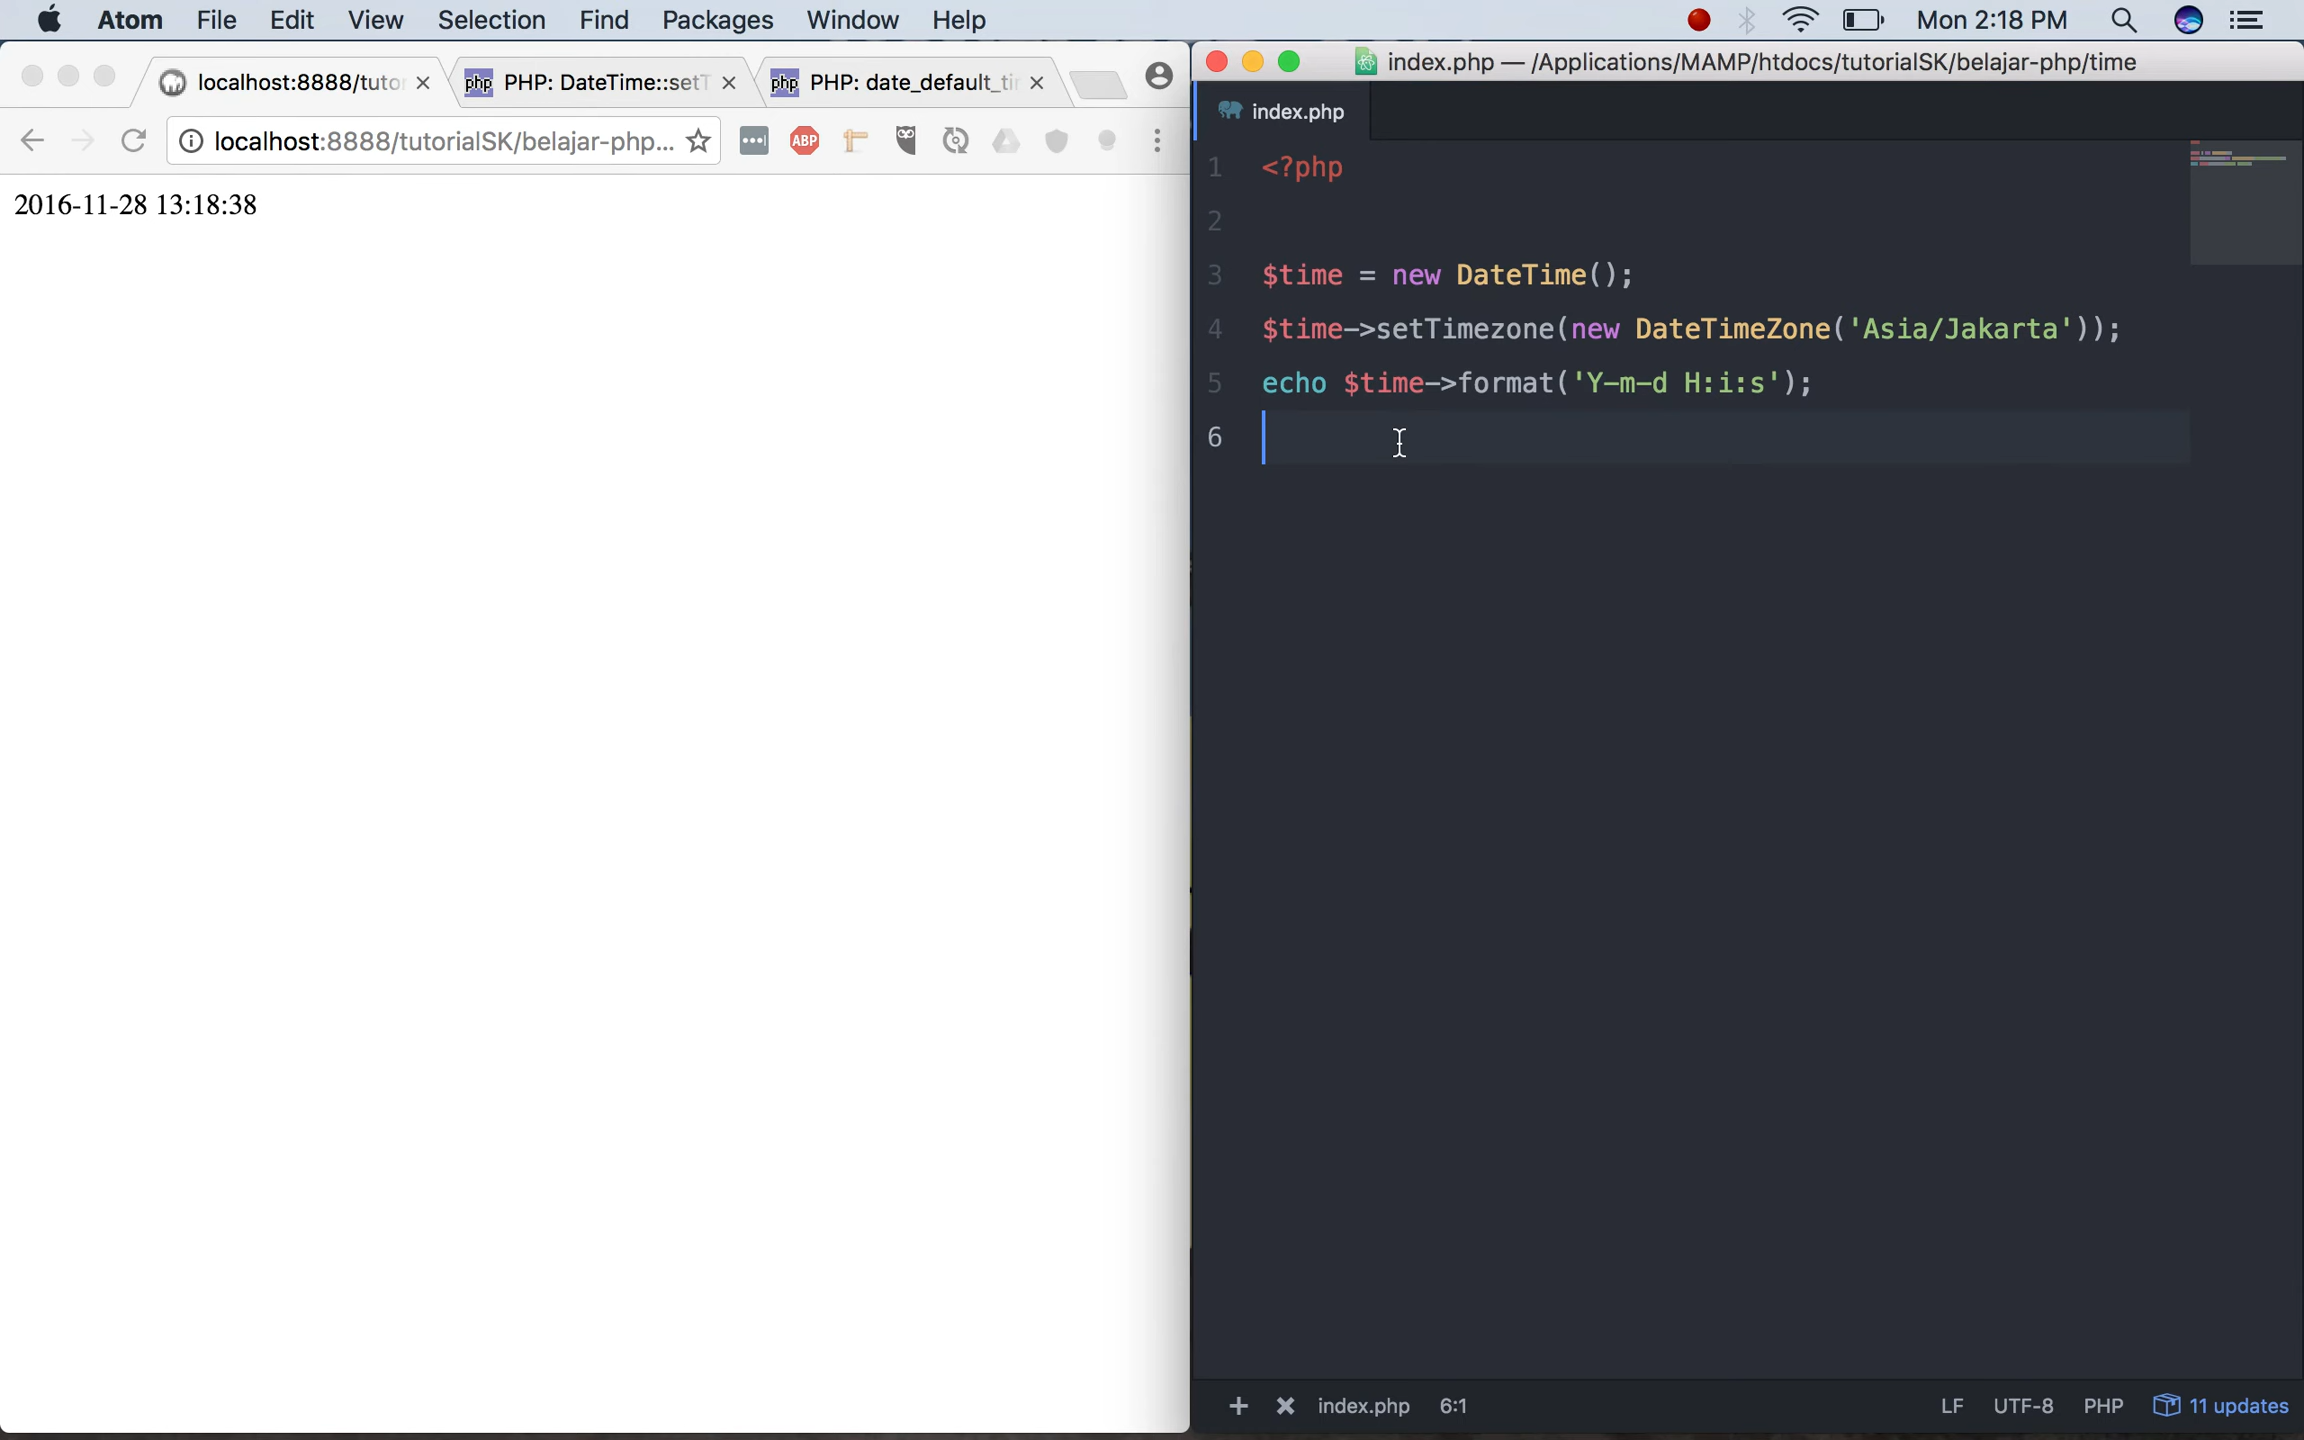 Atom File Edit View Selection Find Packages Window Help Mon 2:18 PM
localhost:8888/tuto
php PHP: DateTime::setT
php PHP: date_default_ti
localhost:8888/tutorialSK/belajar-php...
ABP
2016-11-28 13:18:38
index.php — /Applications/MAMP/htdocs/tutorialSK/belajar-php/time
index.php
1 <?php
2
3 $time = new DateTime();
4 $time->setTimezone(new DateTimeZone('Asia/Jakarta'));
5 echo $time->format('Y-m-d H:i:s');
6
index.php 6:1 LF UTF-8 PHP 11 updates